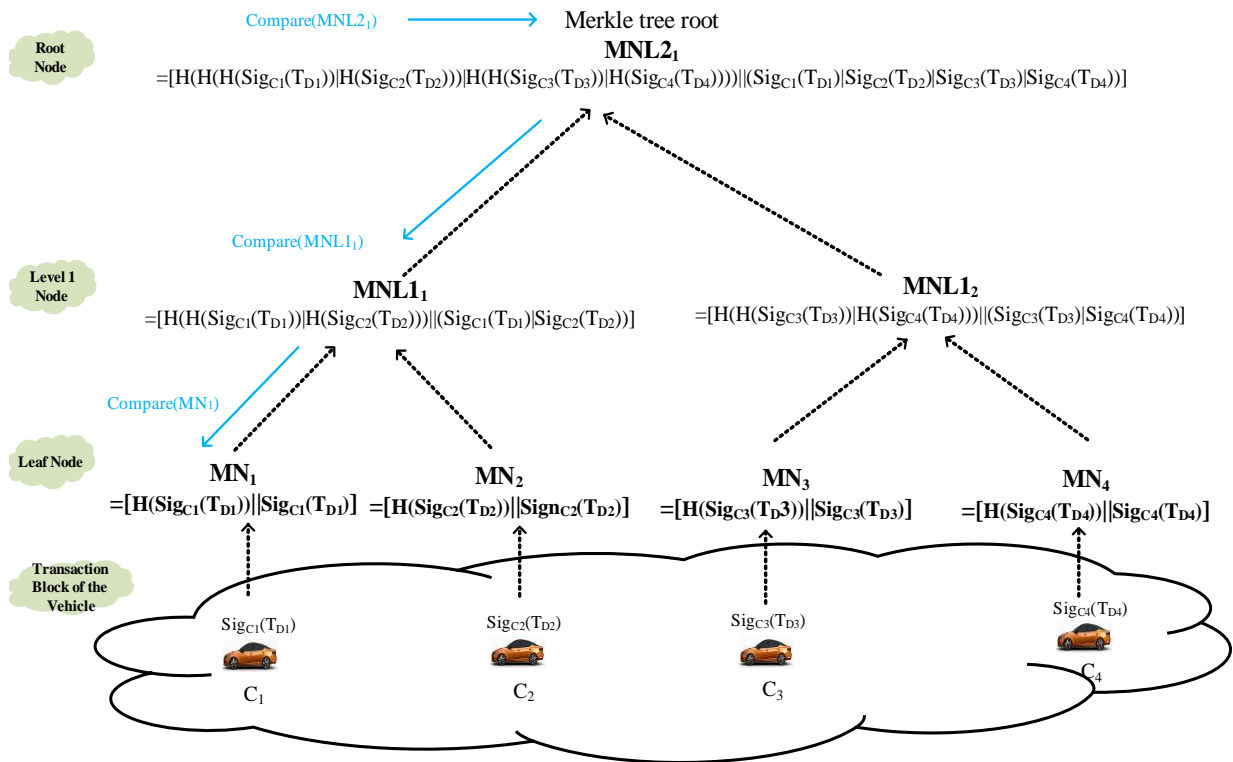 Compare(MNL2₁)
Merkle tree root
Root
Node
MNL2₁
=[H(H(H(Sig_C1(T_D1))|H(Sig_C2(T_D2)))|H(H(Sig_C3(T_D3))|H(Sig_C4(T_D4))))||(Sig_C1(T_D1)|Sig_C2(T_D2)|Sig_C3(T_D3)|Sig_C4(T_D4))]
Compare(MNL1₁)
Level 1
Node
MNL1₁
=[H(H(Sig_C1(T_D1))|H(Sig_C2(T_D2)))||(Sig_C1(T_D1)|Sig_C2(T_D2))]
MNL1₂
=[H(H(Sig_C3(T_D3))|H(Sig_C4(T_D4)))||(Sig_C3(T_D3)|Sig_C4(T_D4))]
Compare(MN₁)
Leaf Node
MN₁
=[H(Sig_C1(T_D1))||Sig_C1(T_D1)]
MN₂
=[H(Sig_C2(T_D2))||Sign_C2(T_D2)]
MN₃
=[H(Sig_C3(T_D3))||Sig_C3(T_D3)]
MN₄
=[H(Sig_C4(T_D4))||Sig_C4(T_D4)]
Transaction
Block of the
Vehicle
Sig_C1(T_D1)
C₁
Sig_C2(T_D2)
C₂
Sig_C3(T_D3)
C₃
Sig_C4(T_D4)
C₄